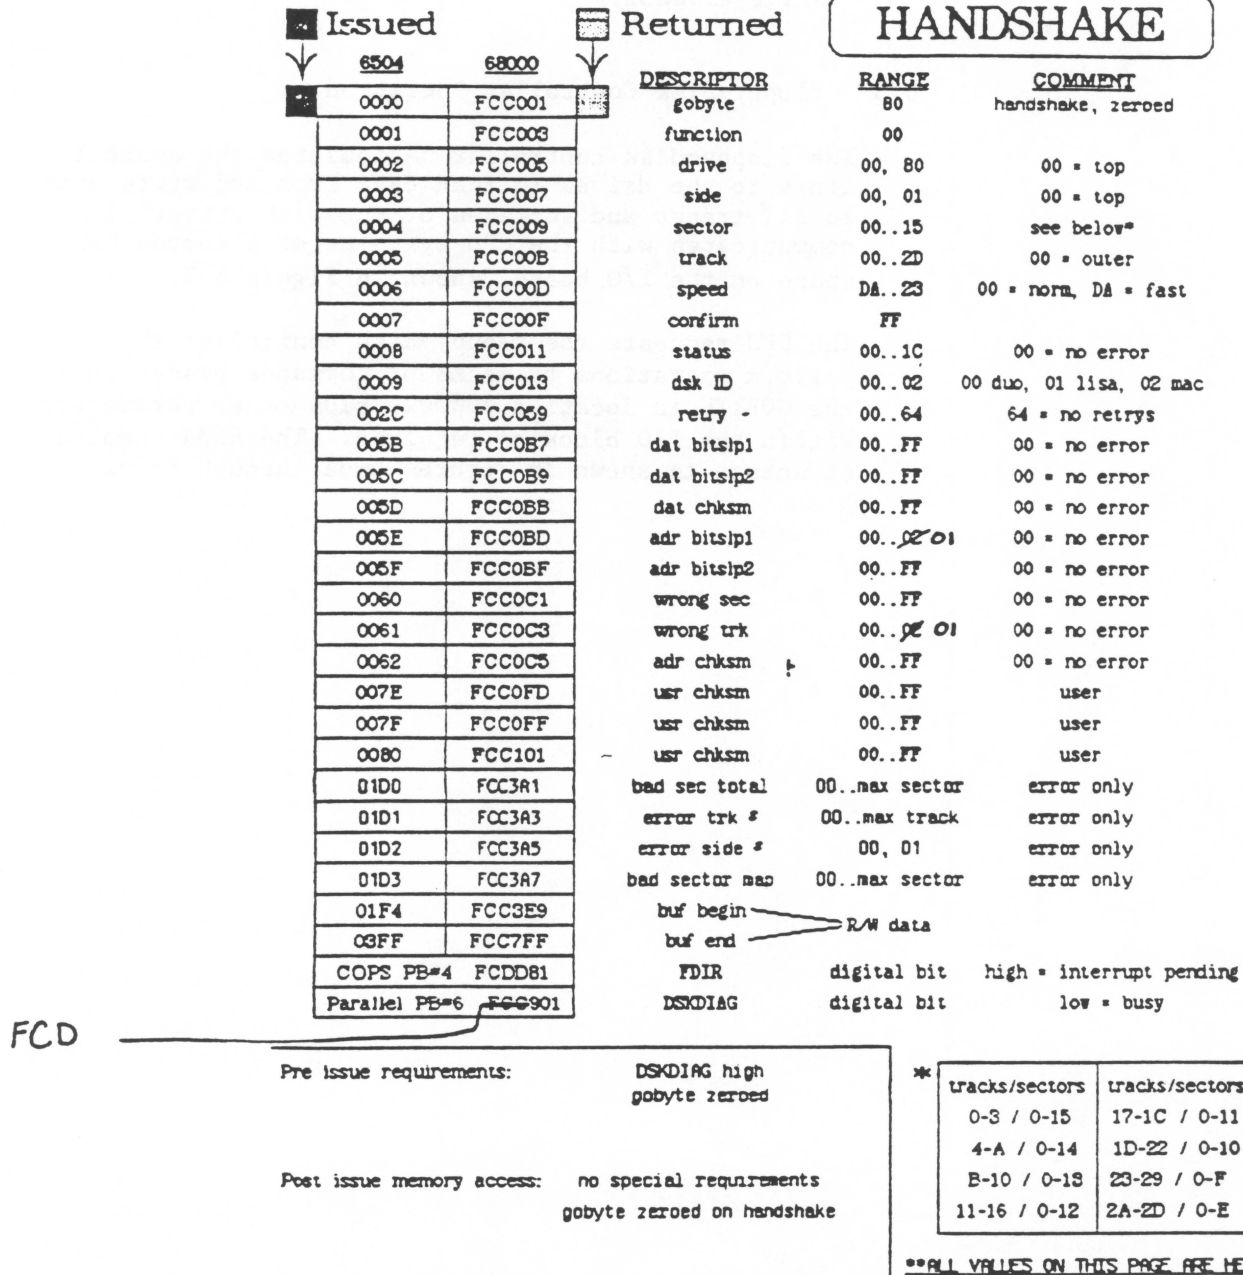 Issued Returned HANDSHAKE
6504 68000 DESCRIPTOR RANGE COMMENT
0000 FCC001 gobyte 80 handshake, zeroed
0001 FCC003 function 00
0002 FCC005 drive 00, 80 00 = top
0003 FCC007 side 00, 01 00 = top
0004 FCC009 sector 00..15 see below*
0005 FCC00B track 00..2D 00 = outer
0006 FCC00D speed DA..23 00 = norm, DA = fast
0007 FCC00F confirm FF
0008 FCC011 status 00..1C 00 = no error
0009 FCC013 dsk ID 00..02 00 duo, 01 lisa, 02 mac
002C FCC059 retry - 00..64 64 = no retrys
005B FCC0B7 dat bitslp1 00..FF 00 = no error
005C FCC0B9 dat bitslp2 00..FF 00 = no error
005D FCC0BB dat chksm 00..FF 00 = no error
005E FCC0BD adr bitslp1 00..02 01 00 = no error
005F FCC0BF adr bitslp2 00..FF 00 = no error
0060 FCC0C1 wrong sec 00..FF 00 = no error
0061 FCC0C3 wrong trk 00.. 01 00 = no error
0062 FCC0C5 adr chksm 00..FF 00 = no error
007E FCC0FD usr chksm 00..FF user
007F FCC0FF usr chksm 00..FF user
0080 FCC101 usr chksm 00..FF user
01D0 FCC3A1 bad sec total 00..max sector error only
01D1 FCC3A3 error trk # 00..max track error only
01D2 FCC3A5 error side # 00, 01 error only
01D3 FCC3A7 bad sector map 00..max sector error only
01F4 FCC3E9 buf begin
R/W data
03FF FCC7FF buf end
COPS PB#4 FCDD81 FDIR digital bit high = interrupt pending
Parallel PB#6 FCC901 DSKDIAG digital bit low = busy
FCD
Pre issue requirements: DSKDIAG high
gobyte zeroed
Post issue memory access: no special requirements
gobyte zeroed on handshake
* tracks/sectors tracks/sectors
0-3 / 0-15 17-1C / 0-11
4-A / 0-14 1D-22 / 0-10
B-10 / 0-13 23-29 / 0-F
11-16 / 0-12 2A-2D / 0-E
**ALL VALUES ON THIS PAGE ARE HE